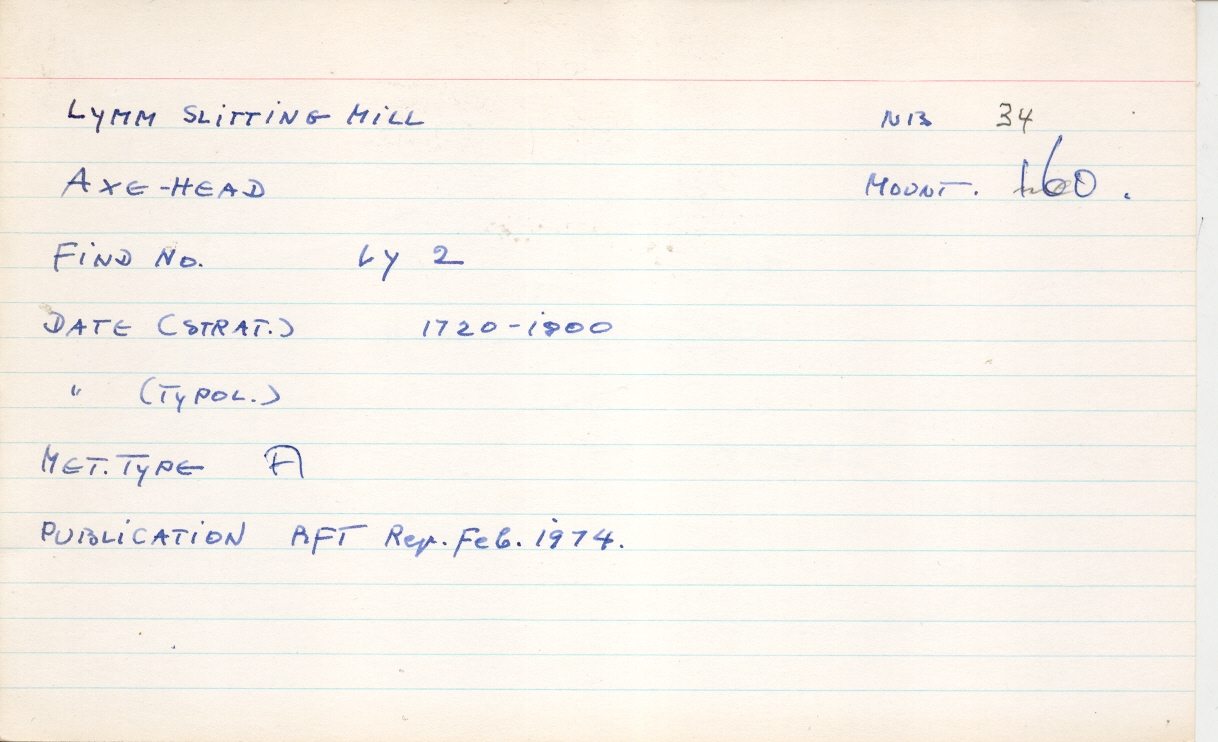 LYMM SLITTING MILL NB 34
AXE-HEAD MOUNT. 160.
FIND NO. LY 2
DATE (STRAT.) 1720-1800
" (TYPOL.)
MET. TYPE A
PUBLICATION RFT Rep. Feb. 1974.